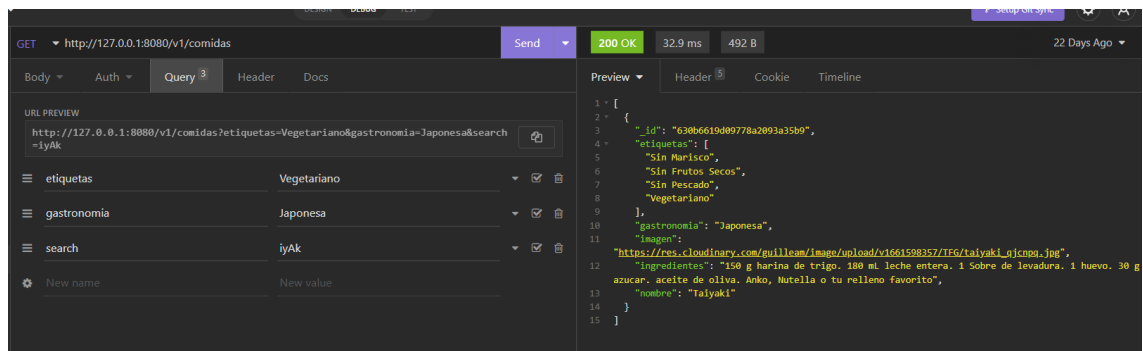 DESIGN DEBUG TEST
Setup Git Sync
GET http://127.0.0.1:8080/v1/comidas Send
200 OK 32.9 ms 492 B 22 Days Ago
Body Auth Query 3 Header Docs
Preview Header 5 Cookie Timeline
URL PREVIEW
http://127.0.0.1:8080/v1/comidas?etiquetas=Vegetariano&gastronomia=Japonesa&search
=iyAk
etiquetas Vegetariano
gastronomia Japonesa
search iyAk
New name New value
1 [
2 {
3 "_id": "630b6619d09778a2093a35b9",
4 "etiquetas": [
5 "Sin Marisco",
6 "Sin Frutos Secos",
7 "Sin Pescado",
8 "Vegetariano"
9 ],
10 "gastronomia": "Japonesa",
11 "imagen":
"https://res.cloudinary.com/guilleam/image/upload/v1661598357/TFG/taiyaki_qjcnpq.jpg",
12 "ingredientes": "150 g harina de trigo. 180 mL leche entera. 1 Sobre de levadura. 1 huevo. 30 g
azucar. aceite de oliva. Anko, Nutella o tu relleno favorito",
13 "nombre": "Taiyaki"
14 }
15 ]